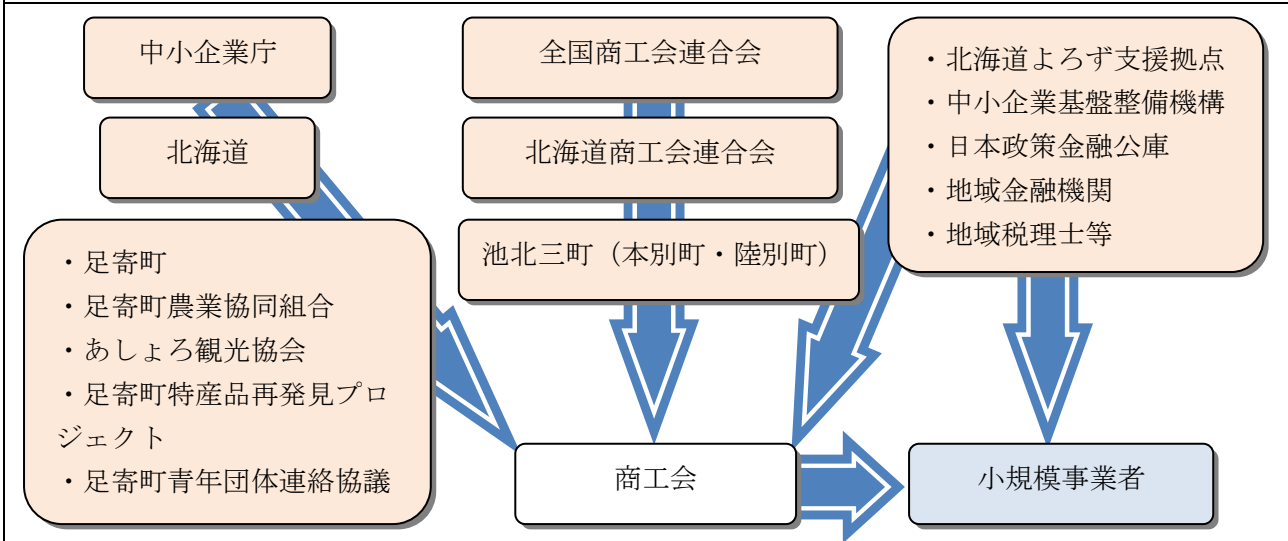 中小企業庁
北海道
・足寄町
・足寄町農業協同組合
・あしょろ観光協会
・足寄町特産品再発見プロ
ジェクト
・足寄町青年団体連絡協議
全国商工会連合会
北海道商工会連合会
池北三町（本別町・陸別町）
・北海道よろず支援拠点
・中小企業基盤整備機構
・日本政策金融公庫
・地域金融機関
・地域税理士等
商工会
小規模事業者